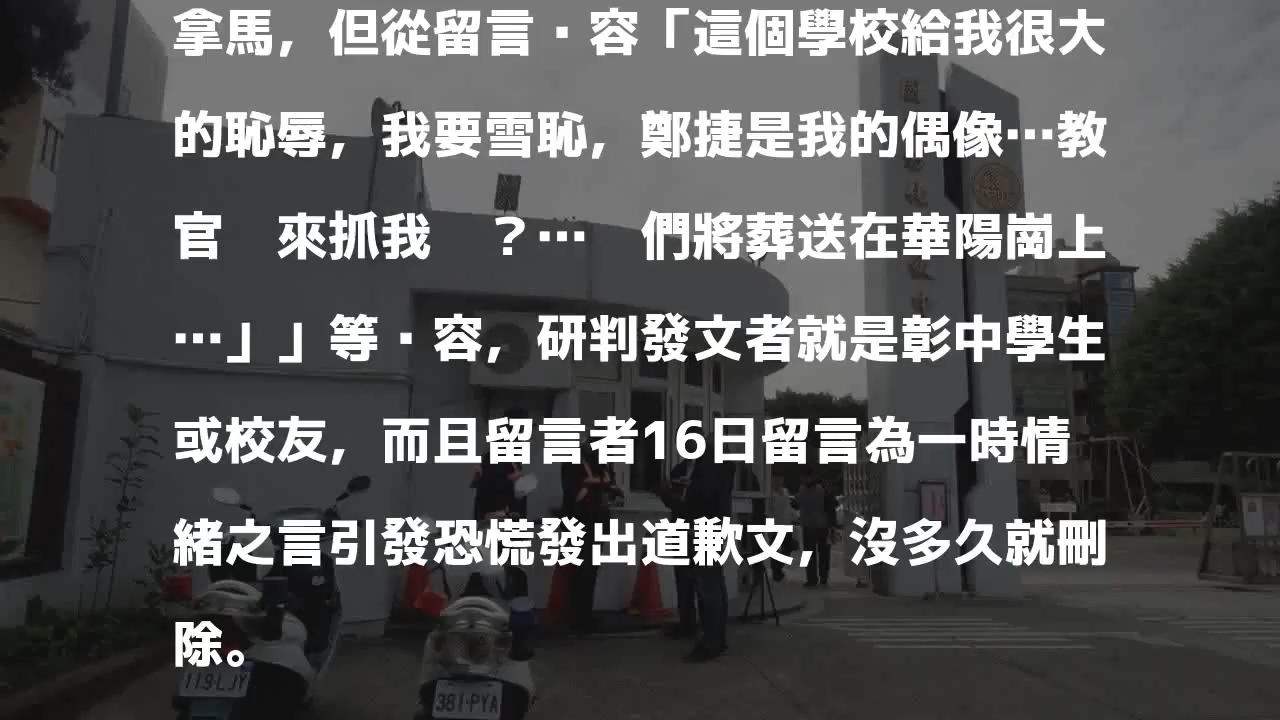 拿馬，但從留言▪容「這個學校給我很大
的恥辱，我要雪恥，鄭捷是我的偶像…教
官　來抓我　？…　們將葬送在華陽崗上
…」」等▪容，研判發文者就是彰中學生
或校友，而且留言者16日留言為一時情
緒之言引發恐慌發出道歉文，沒多久就刪
除。
119-LJY
381-PYA